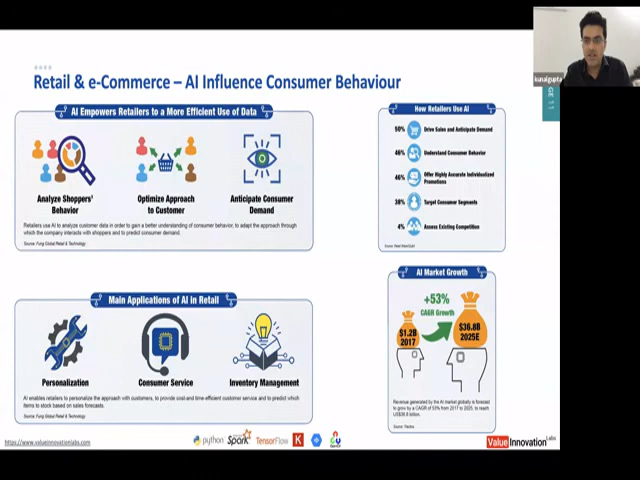 Retail & e-Commerce – AI Influence Consumer Behaviour
kunalgupta
GE 11
AI Empowers Retailers to a More Efficient Use of Data
Analyze Shoppers'
Behavior
Optimize Approach
to Customer
Anticipate Consumer
Demand
Retailers use AI to analyze customer data in order to gain a better understanding of consumer behavior, to adapt the approach through
which the company interacts with shoppers and to predict consumer demand.
Source: Fung Global Retail & Technology
How Retailers Use AI
50% Drive Sales and Anticipate Demand
46% Understand Consumer Behavior
46% Offer Highly Accurate Individualized
Promotions
38% Target Consumer Segments
4% Assess Existing Competition
Main Applications of AI in Retail
Personalization
Consumer Service
Inventory Management
AI enables retailers to personalize the approach with customers, to provide cost-and time-efficient customer service and to predict which
items to stock based on sales forecasts.
Source: Fung Global Retail & Technology
AI Market Growth
+53%
CAGR Growth
$1.2B
2017
$36.8B
2025E
Revenue generated by the AI market globally is forecast
to grow by a CAGR of 53% from 2017 to 2025, to reach
US$36.8 billion.
Source: Tractica
https://www.valueinnovationlabs.com
python
Spark
TensorFlow
K
OpenCV
Value Innovation Labs